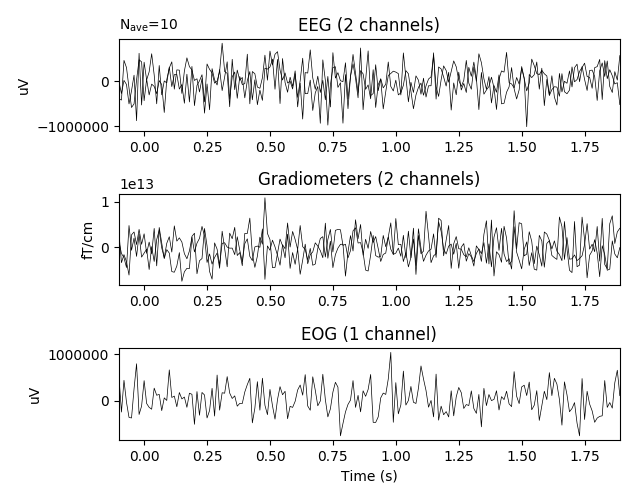 N_ave=10
EEG (2 channels)
uV
0
−1000000
0.00 0.25 0.50 0.75 1.00 1.25 1.50 1.75
1e13
Gradiometers (2 channels)
fT/cm
1
0
0.00 0.25 0.50 0.75 1.00 1.25 1.50 1.75
EOG (1 channel)
uV
1000000
0
0.00 0.25 0.50 0.75 1.00 1.25 1.50 1.75
Time (s)